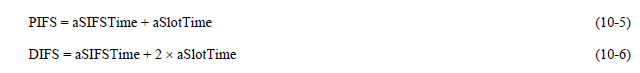 PIFS = aSIFSTime + aSlotTime (10-5)
DIFS = aSIFSTime + 2 × aSlotTime (10-6)